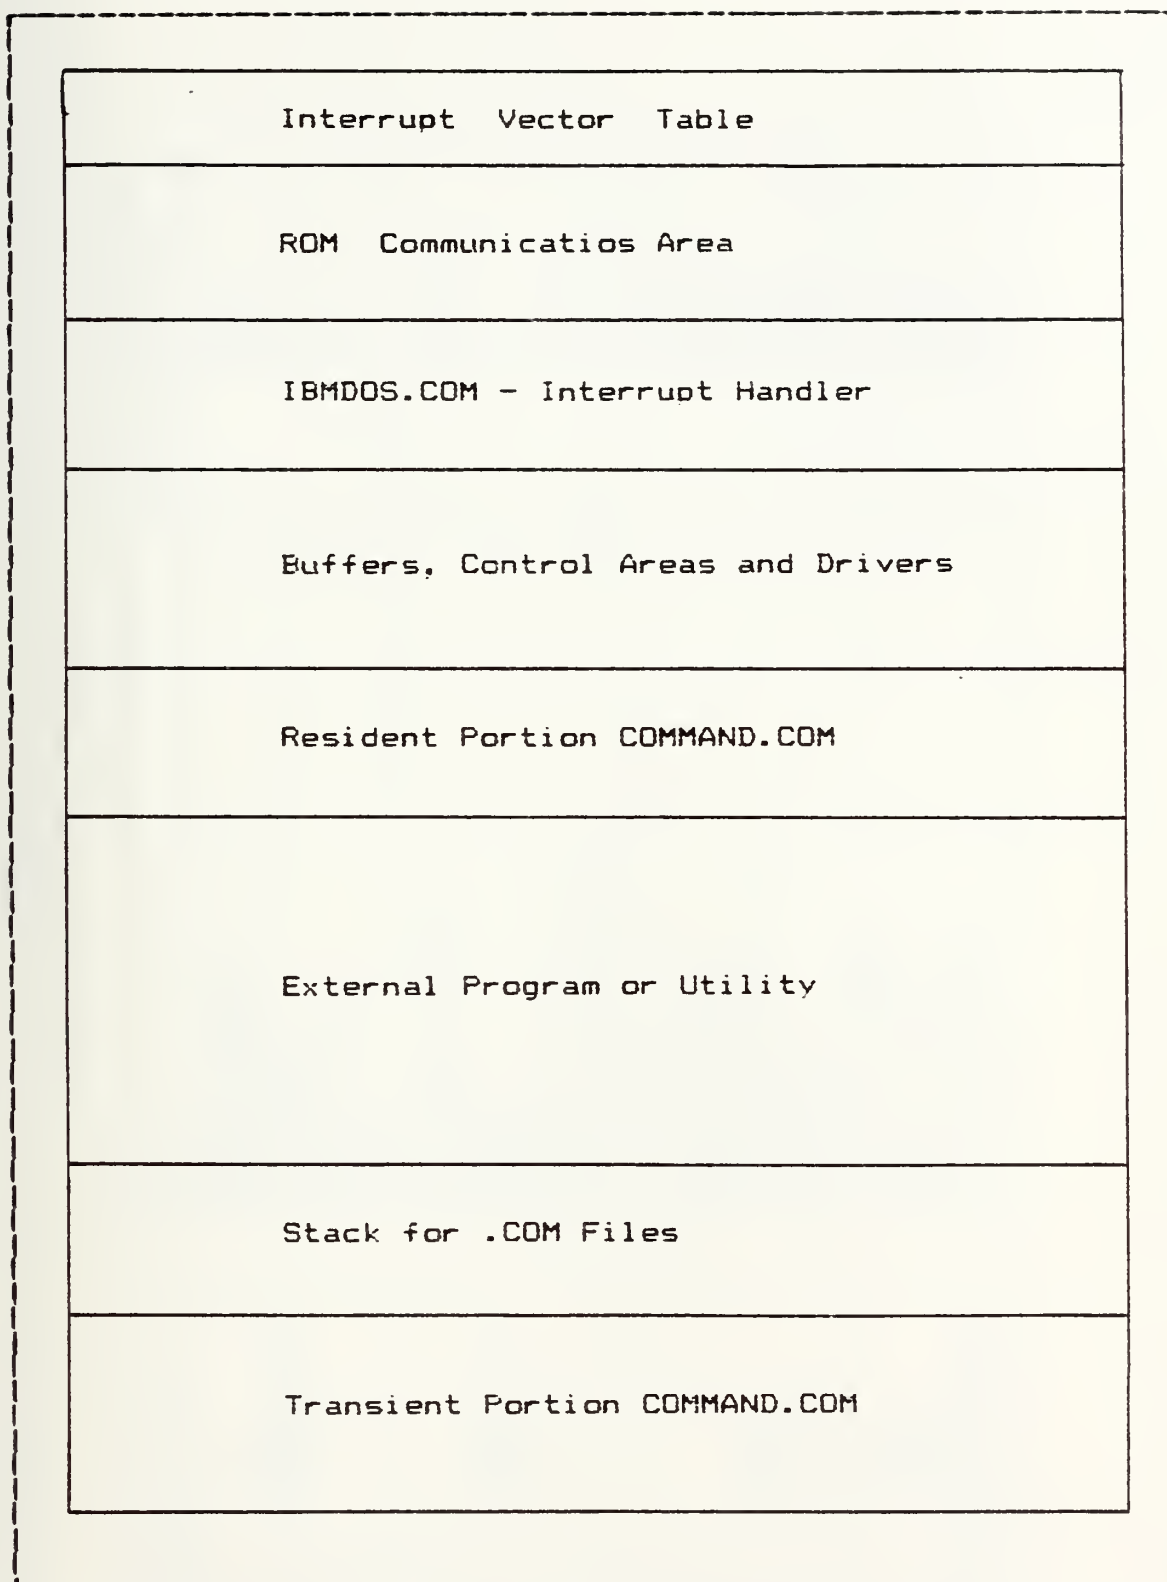 Interrupt Vector Table
ROM Communicatios Area
IBMDOS.COM - Interrupt Handler
Buffers, Control Areas and Drivers
Resident Portion COMMAND.COM
External Program or Utility
Stack for .COM Files
Transient Portion COMMAND.COM